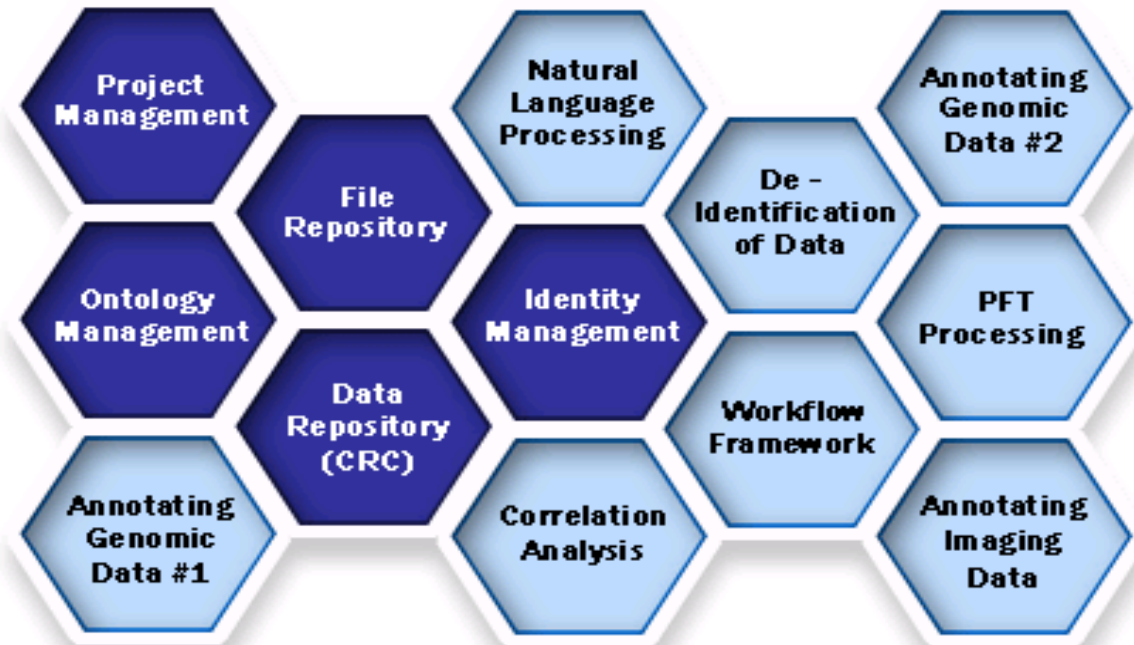 Project
Management
Natural
Language
Processing
Annotating
Genomic
Data #2
File
Repository
De -
Identification
of Data
Ontology
Management
Identity
Management
PFT
Processing
Data
Repository
(CRC)
Workflow
Framework
Annotating
Genomic
Data #1
Correlation
Analysis
Annotating
Imaging
Data